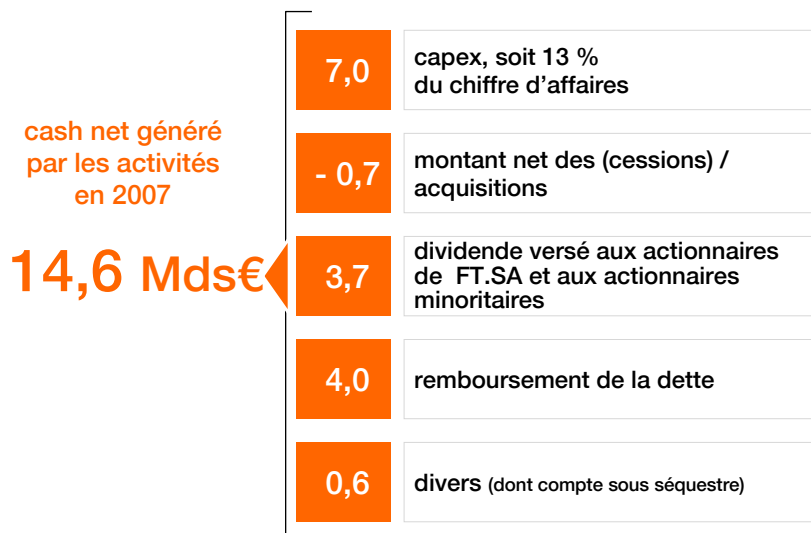 cash net généré
par les activités
en 2007
14,6 Mds€
7,0
capex, soit 13 %
du chiffre d'affaires
- 0,7
montant net des (cessions) /
acquisitions
3,7
dividende versé aux actionnaires
de FT.SA et aux actionnaires
minoritaires
4,0
remboursement de la dette
0,6
divers (dont compte sous séquestre)